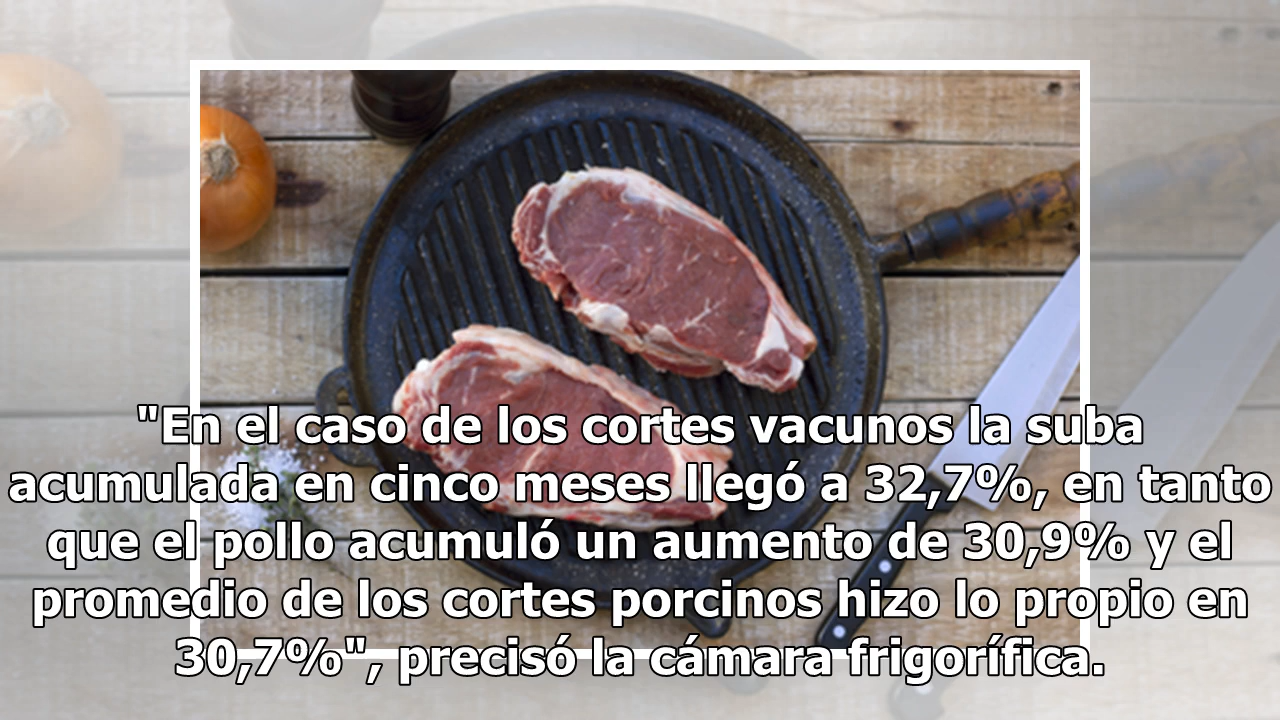 "En el caso de los cortes vacunos la suba
acumulada en cinco meses llegó a 32,7%, en tanto
que el pollo acumuló un aumento de 30,9% y el
promedio de los cortes porcinos hizo lo propio en
30,7%", precisó la cámara frigorífica.